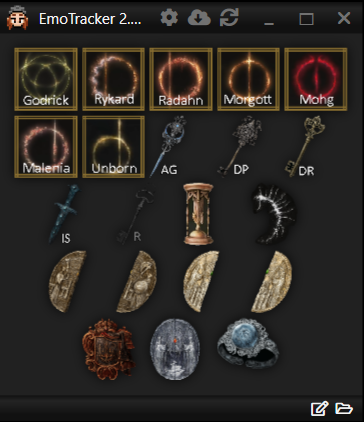 EmoTracker 2....
Godrick Rykard Radahn Morgott Mohg
Malenia Unborn AG DP DR
IS R